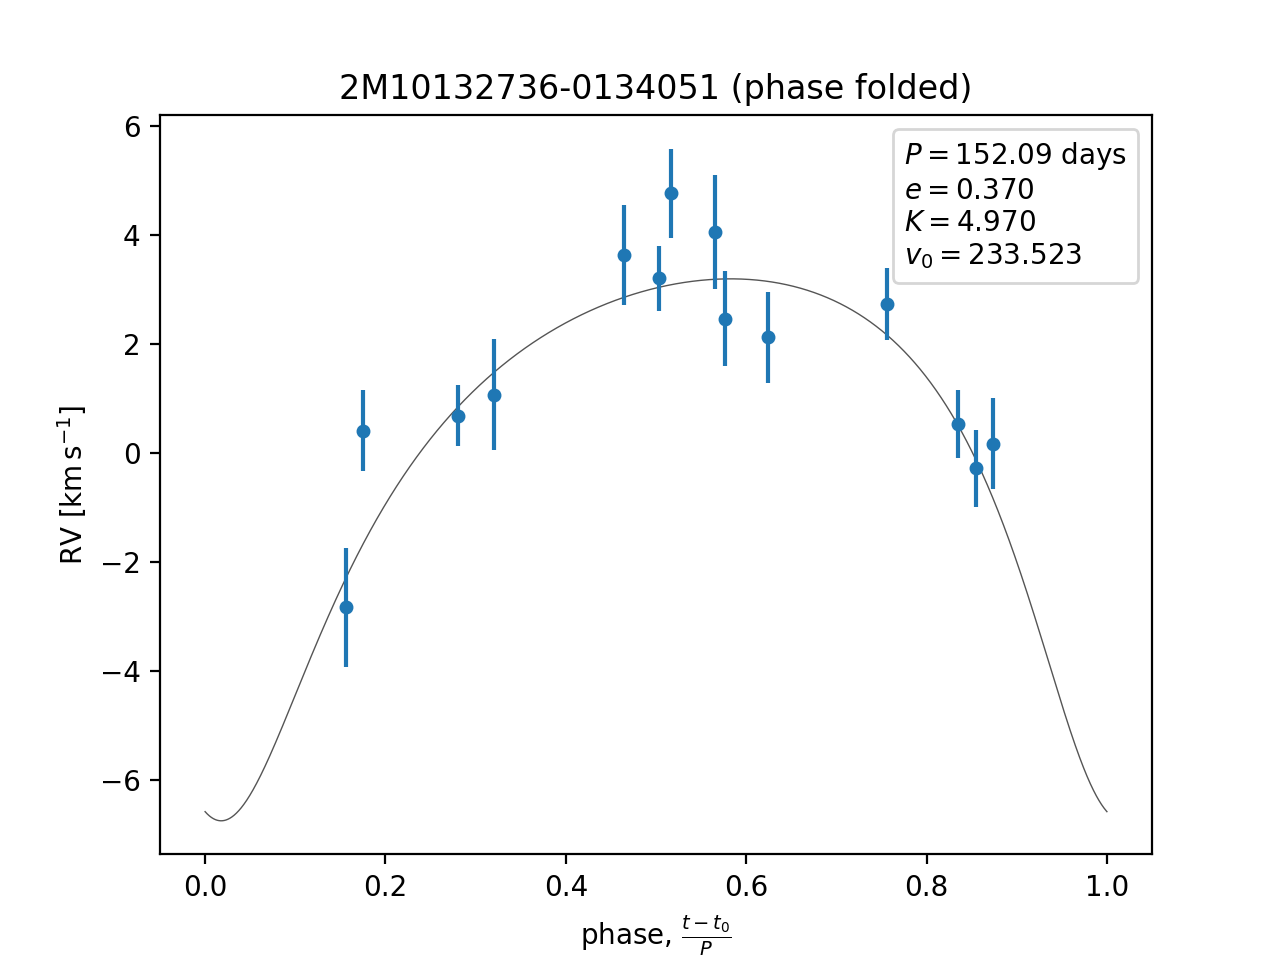 2M10132736-0134051 (phase folded)
P = 152.09 days
e = 0.370
K = 4.970
v₀ = 233.523
RV [km s⁻¹]
6
4
2
0
−2
−4
−6
0.0 0.2 0.4 0.6 0.8 1.0
phase, (t − t₀)/P